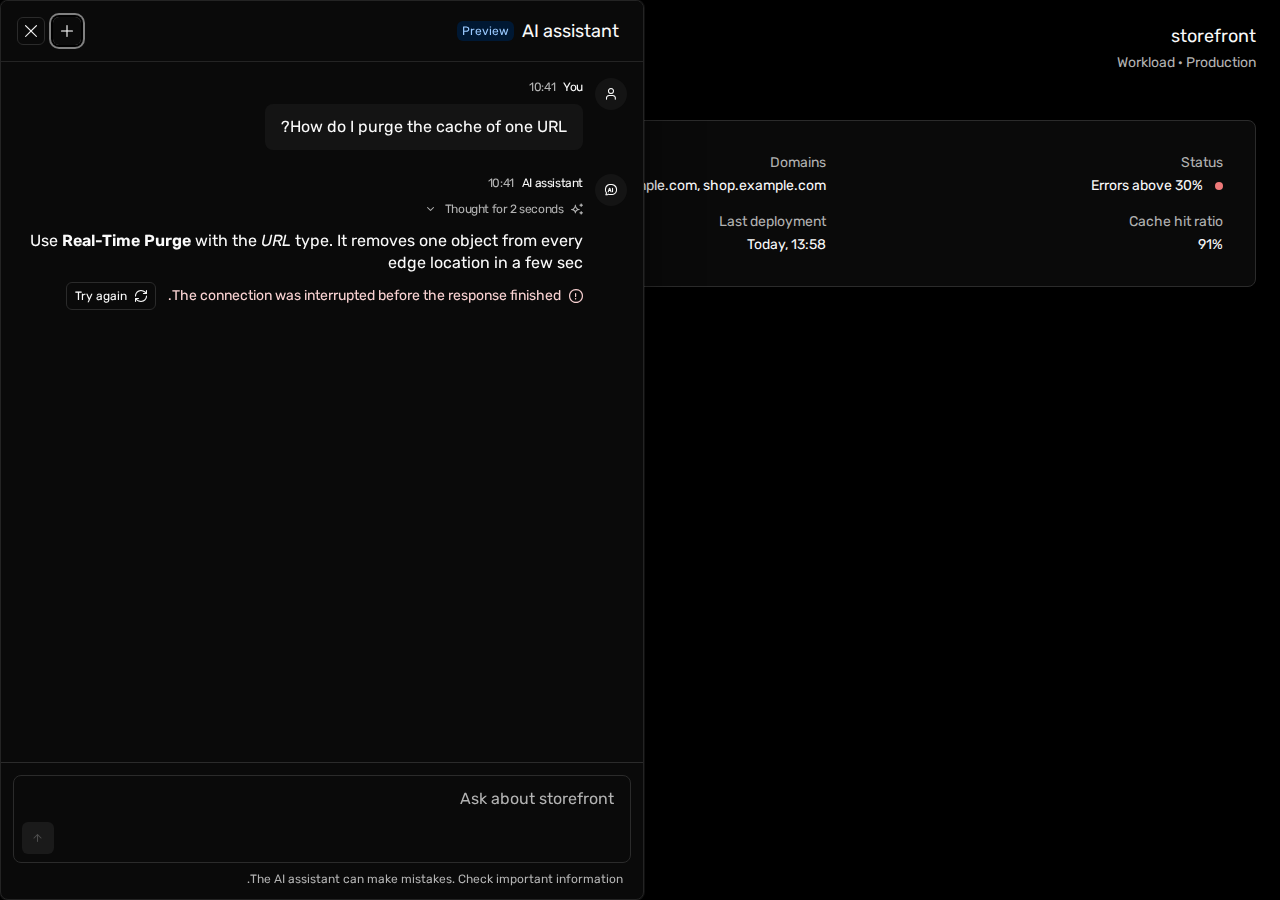 AI assistant Preview
You 10:41
?How do I purge the cache of one URL
AI assistant 10:41
Thought for 2 seconds
Use Real-Time Purge with the URL type. It removes one object from every
edge location in a few sec
.The connection was interrupted before the response finished
Try again
Ask about storefront
.The AI assistant can make mistakes. Check important information
storefront
Workload • Production
Status
Errors above 30%
Domains
.com, shop.example.com
Cache hit ratio
91%
Last deployment
Today, 13:58